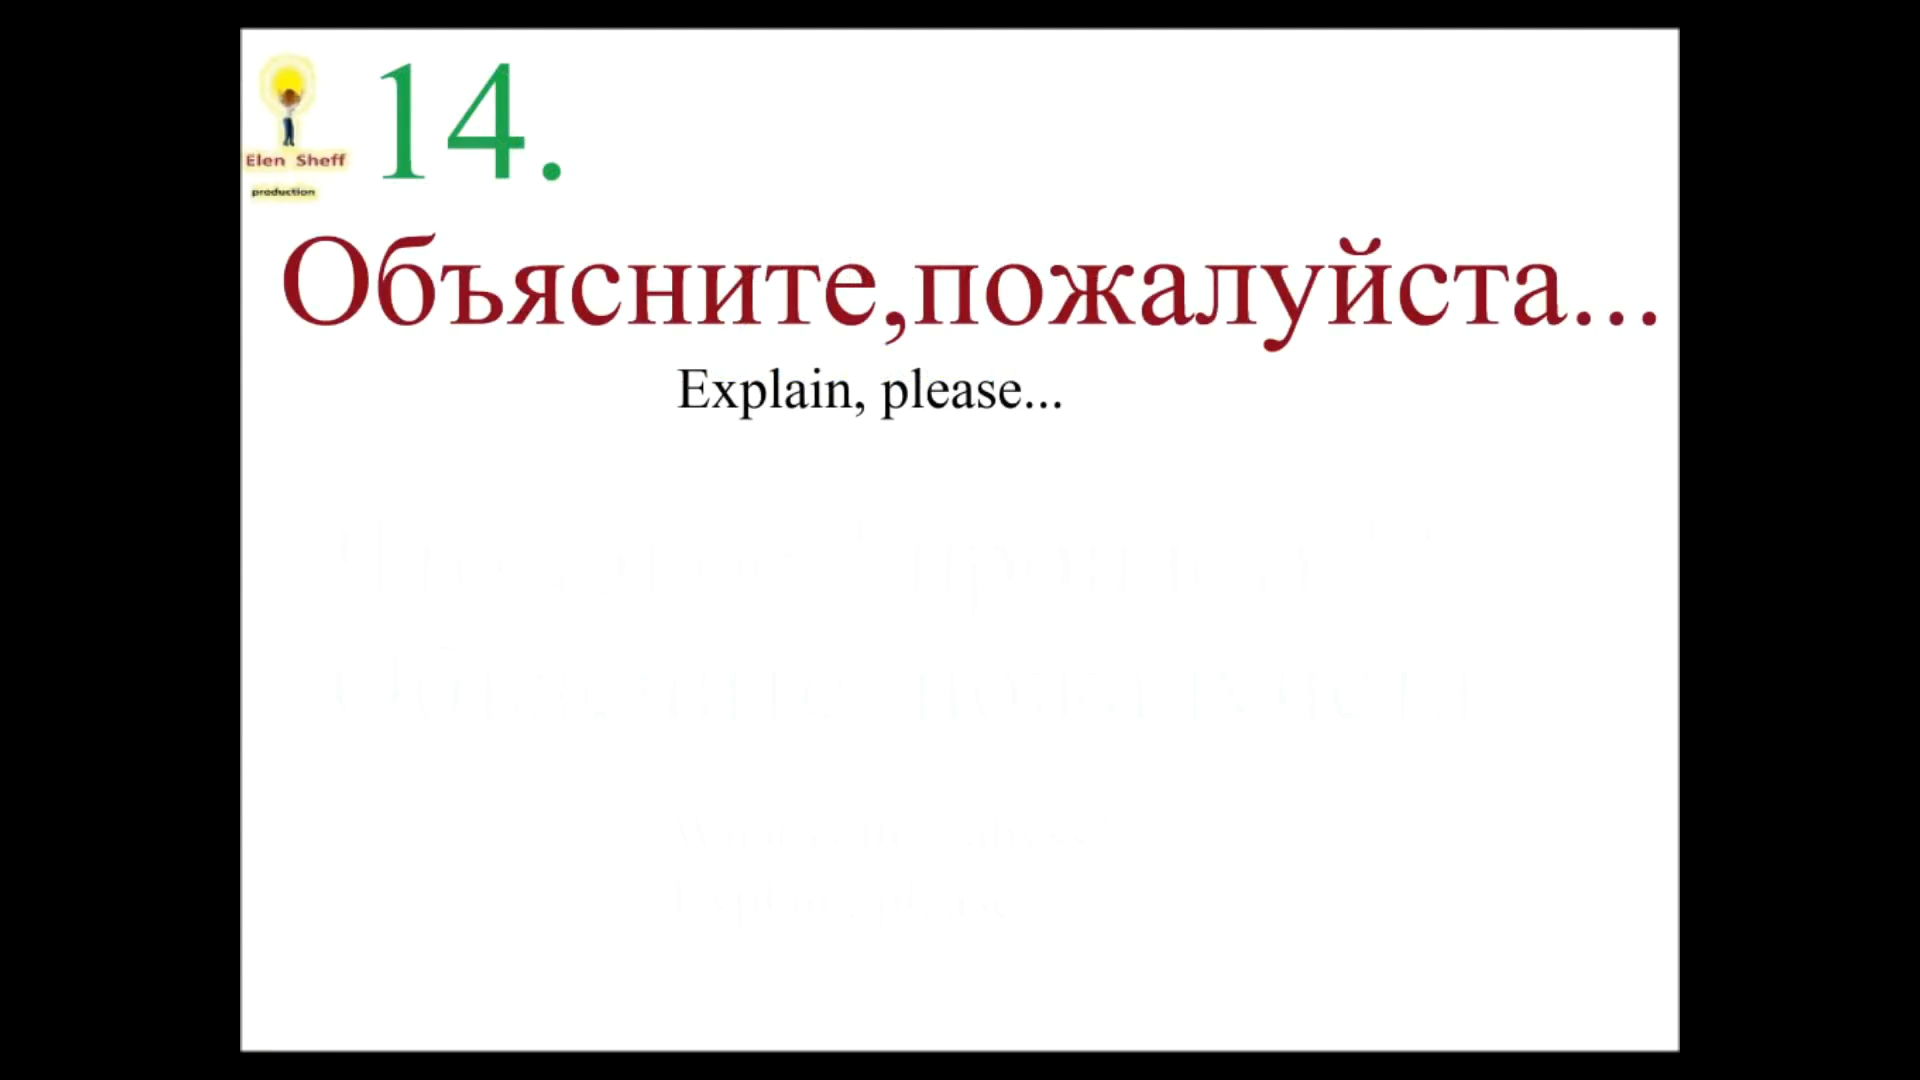 14.
Elen Sheff
production
Объясните,пожалуйста...
Explain, please...